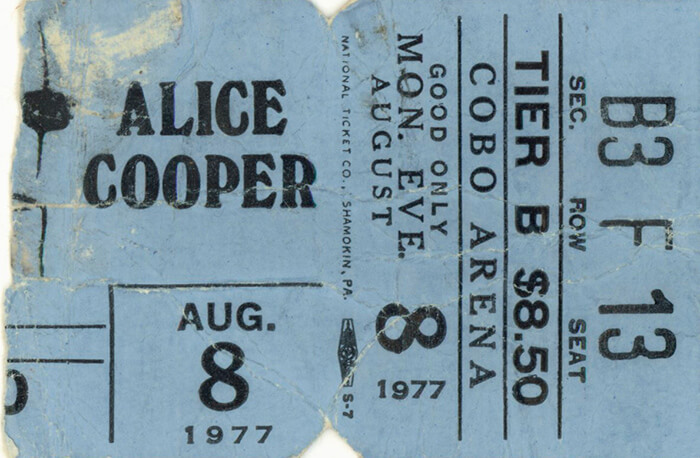 ALICE
COOPER
AUG.
8
1977
NATIONAL TICKET CO., SHAMOKIN, PA.
S-7
GOOD ONLY
MON. EVE.
AUGUST 8
1977
COBO ARENA
TIER B $8.50
SEC. ROW SEAT
B3 F 13